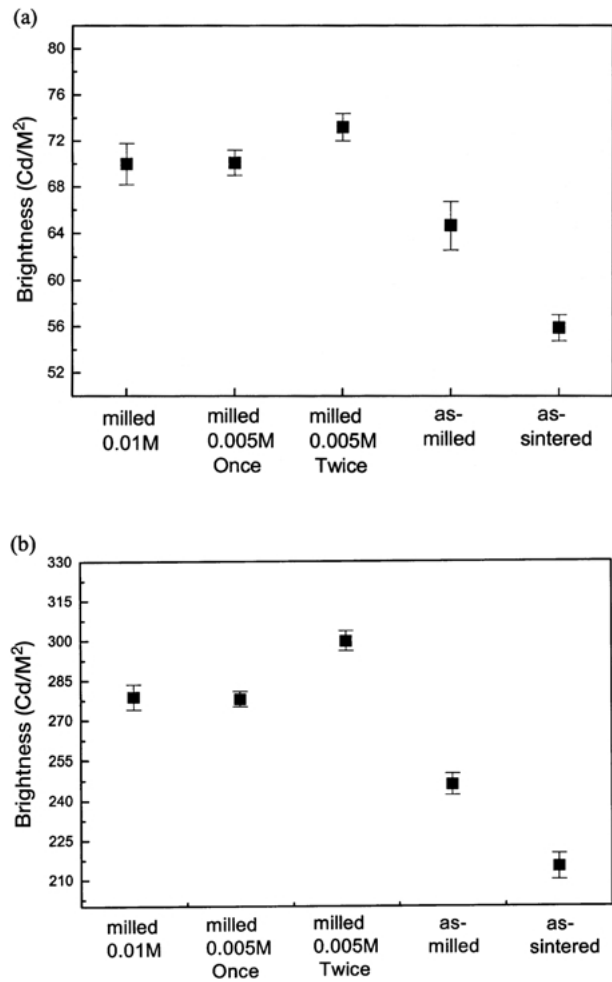 (a)
80
76
72
68
64
60
56
52
Brightness (Cd/M²)
milled 0.01M
milled 0.005M Once
milled 0.005M Twice
as-milled
as-sintered
(b)
330
315
300
285
270
255
240
225
210
Brightness (Cd/M²)
milled 0.01M
milled 0.005M Once
milled 0.005M Twice
as-milled
as-sintered